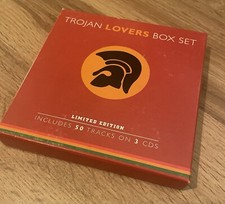 TROJAN LOVERS BOX SET
LIMITED EDITION
INCLUDES 50 TRACKS ON 3 CDS